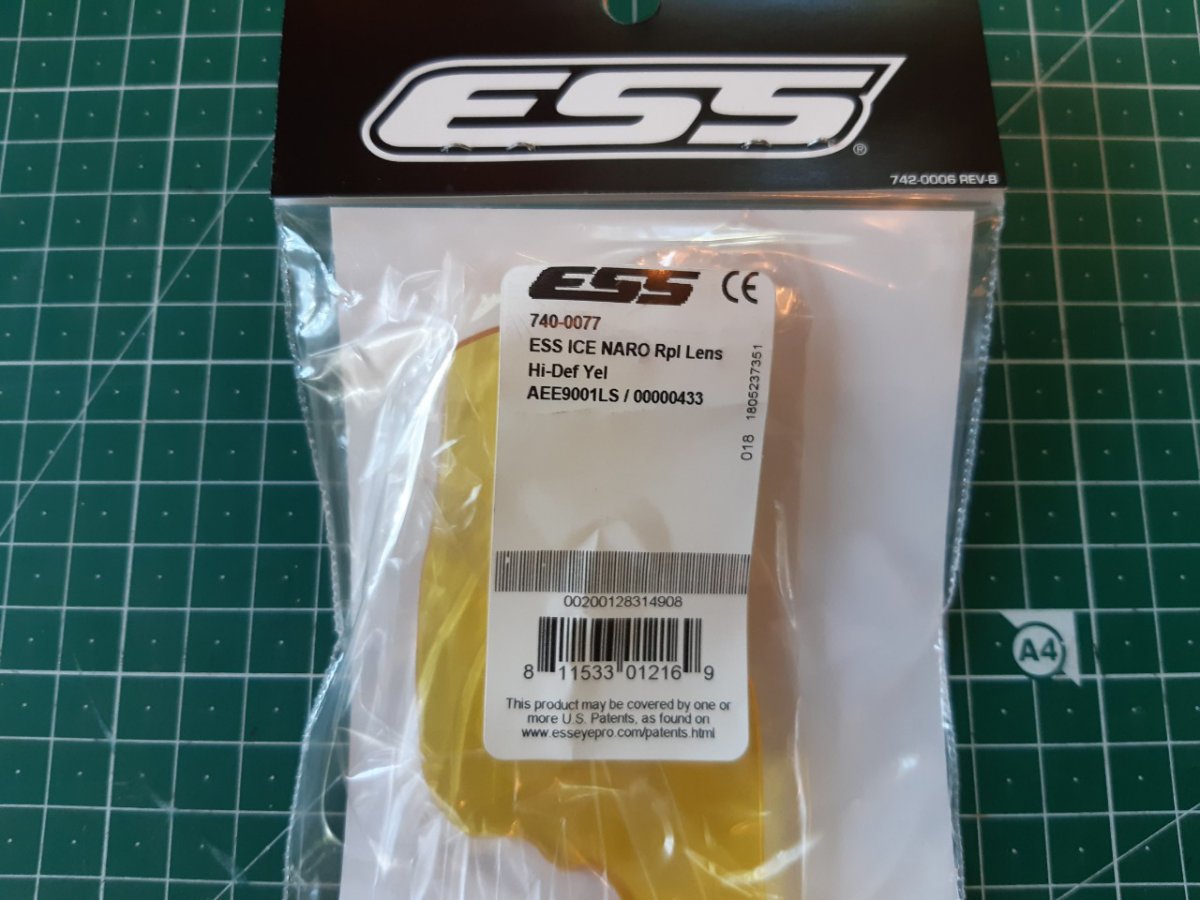 ESS
®
742-0006 REV-B
ESS CE
740-0077
ESS ICE NARO Rpl Lens
Hi-Def Yel
AEE9001LS / 00000433
018 1805237351
00200128314908
8 11533 01216 9
This product may be covered by one or
more U.S. Patents, as found on
www.esseyepro.com/patents.html
A4